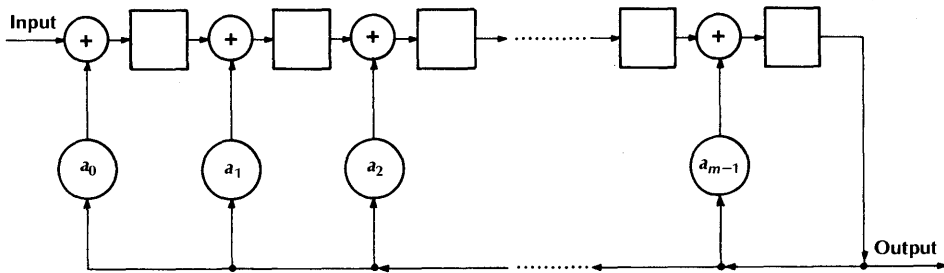 Input
+ + + +
a₀ a₁ a₂ aₘ₋₁
Output